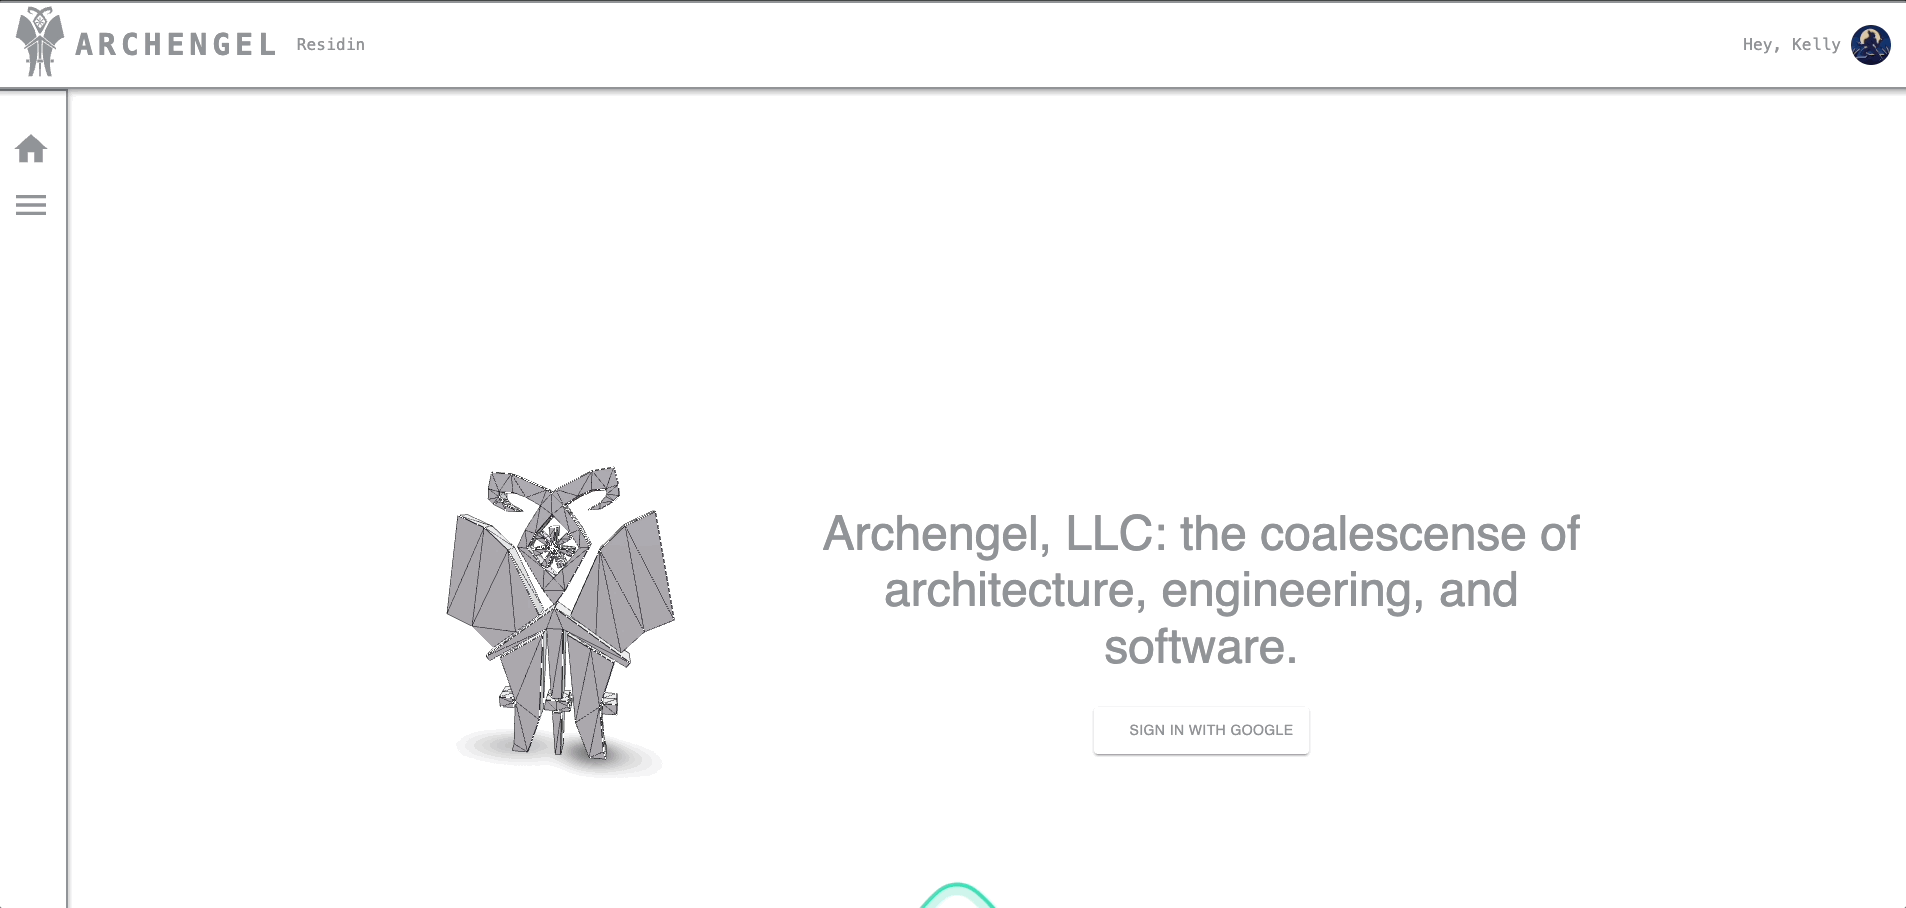 ARCHENGEL
Residin
Hey, Kelly
Archengel, LLC: the coalescense of
architecture, engineering, and
software.
SIGN IN WITH GOOGLE